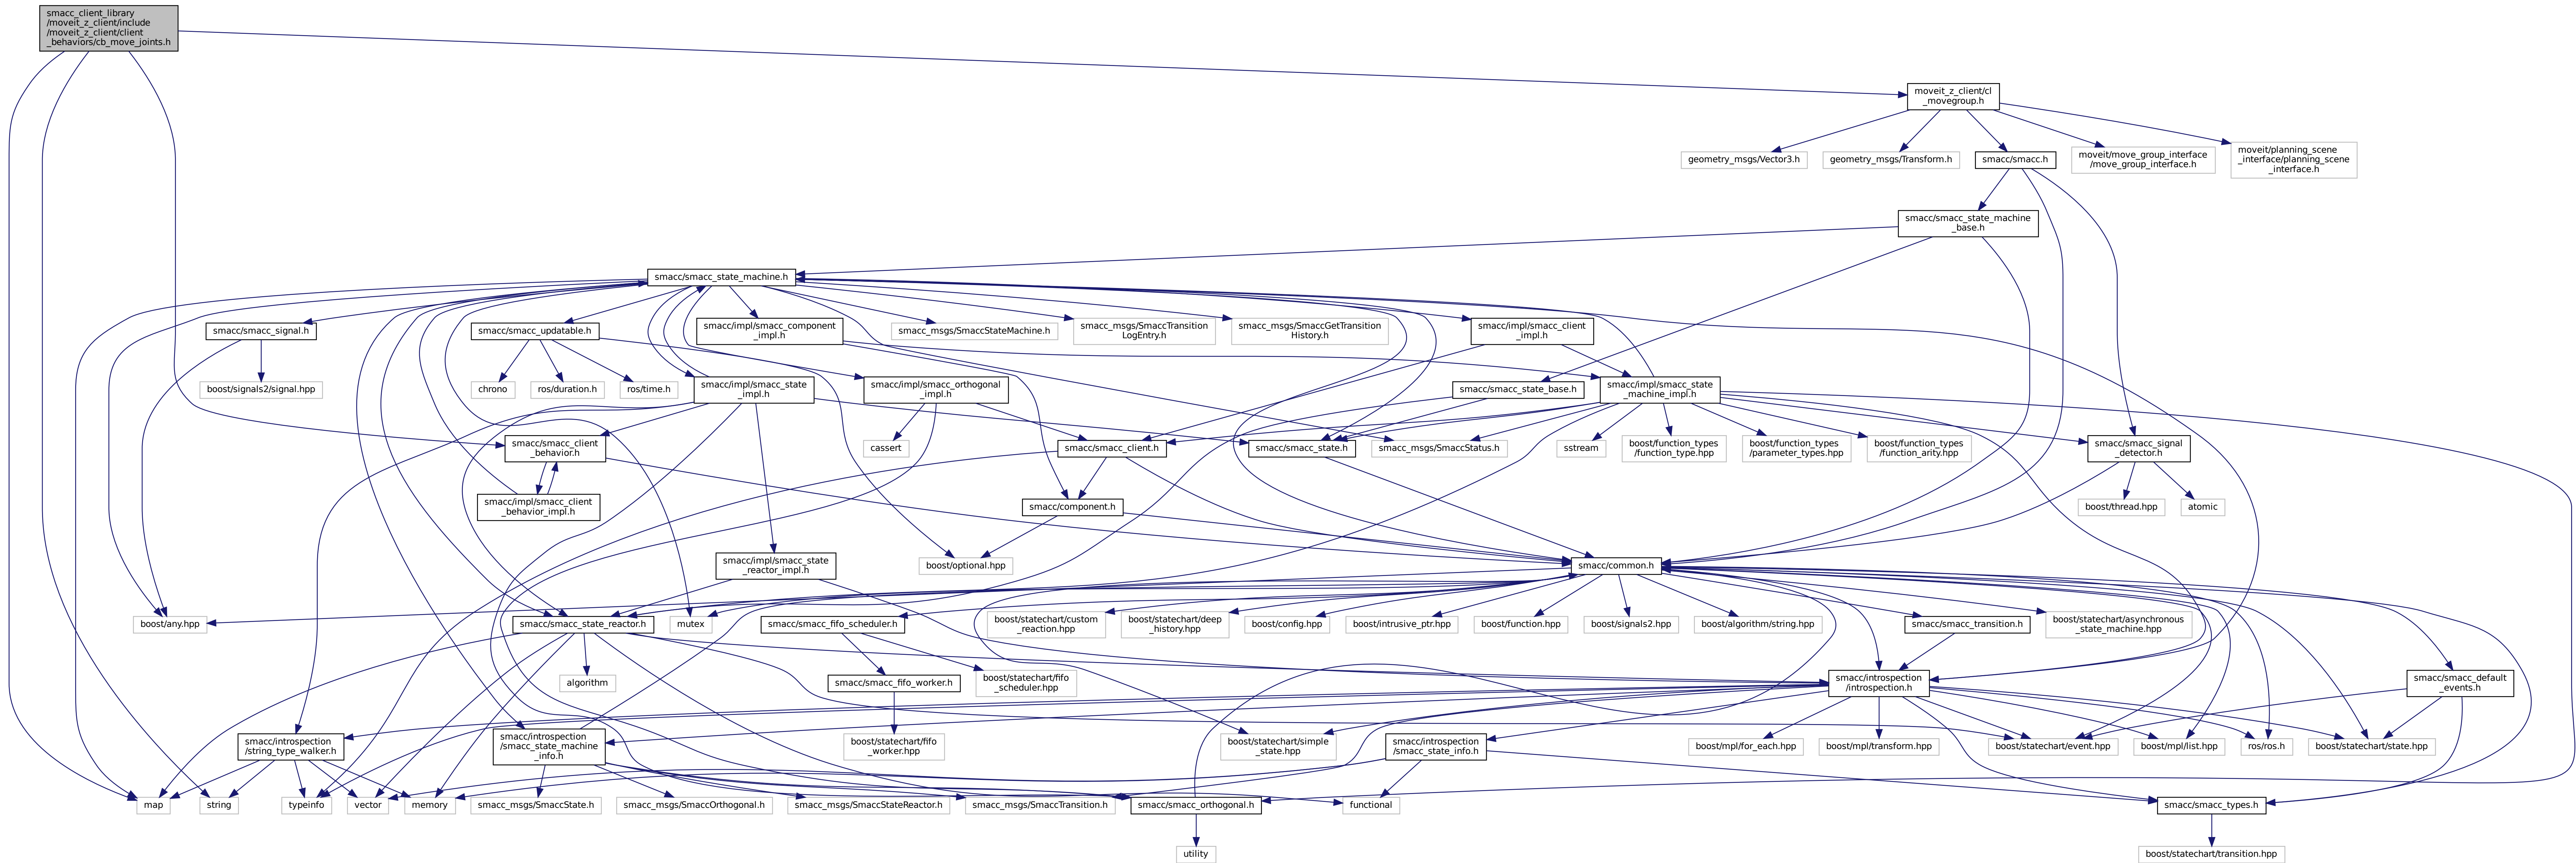 smacc_client_library
/moveit_z_client/include
/moveit_z_client/client
_behaviors/cb_move_joints.h
moveit_z_client/cl
_movegroup.h
geometry_msgs/Vector3.h
geometry_msgs/Transform.h
smacc/smacc.h
moveit/move_group_interface
/move_group_interface.h
moveit/planning_scene
_interface/planning_scene
_interface.h
smacc/smacc_state_machine
_base.h
smacc/smacc_state_machine.h
smacc/smacc_signal.h
smacc/smacc_updatable.h
smacc/impl/smacc_component
_impl.h
smacc_msgs/SmaccStateMachine.h
smacc_msgs/SmaccTransition
LogEntry.h
smacc_msgs/SmaccGetTransition
History.h
smacc/impl/smacc_client
_impl.h
boost/signals2/signal.hpp
chrono
ros/duration.h
ros/time.h
smacc/impl/smacc_state
_impl.h
smacc/impl/smacc_orthogonal
_impl.h
smacc/smacc_state_base.h
smacc/impl/smacc_state
_machine_impl.h
smacc/smacc_client
_behavior.h
cassert
smacc/smacc_client.h
smacc/smacc_state.h
smacc_msgs/SmaccStatus.h
sstream
boost/function_types
/function_type.hpp
boost/function_types
/parameter_types.hpp
boost/function_types
/function_arity.hpp
smacc/smacc_signal
_detector.h
smacc/impl/smacc_client
_behavior_impl.h
smacc/component.h
boost/thread.hpp
atomic
smacc/impl/smacc_state
_reactor_impl.h
boost/optional.hpp
smacc/common.h
boost/any.hpp
smacc/smacc_state_reactor.h
mutex
smacc/smacc_fifo_scheduler.h
boost/statechart/custom
_reaction.hpp
boost/statechart/deep
_history.hpp
boost/config.hpp
boost/intrusive_ptr.hpp
boost/function.hpp
boost/signals2.hpp
boost/algorithm/string.hpp
smacc/smacc_transition.h
boost/statechart/asynchronous
_state_machine.hpp
algorithm
smacc/smacc_fifo_worker.h
boost/statechart/fifo
_scheduler.hpp
smacc/introspection
/introspection.h
smacc/smacc_default
_events.h
smacc/introspection
/string_type_walker.h
smacc/introspection
/smacc_state_machine
_info.h
boost/statechart/fifo
_worker.hpp
boost/statechart/simple
_state.hpp
smacc/introspection
/smacc_state_info.h
boost/mpl/for_each.hpp
boost/mpl/transform.hpp
boost/statechart/event.hpp
boost/mpl/list.hpp
ros/ros.h
boost/statechart/state.hpp
map
string
typeinfo
vector
memory
smacc_msgs/SmaccState.h
smacc_msgs/SmaccOrthogonal.h
smacc_msgs/SmaccStateReactor.h
smacc_msgs/SmaccTransition.h
smacc/smacc_orthogonal.h
functional
smacc/smacc_types.h
utility
boost/statechart/transition.hpp